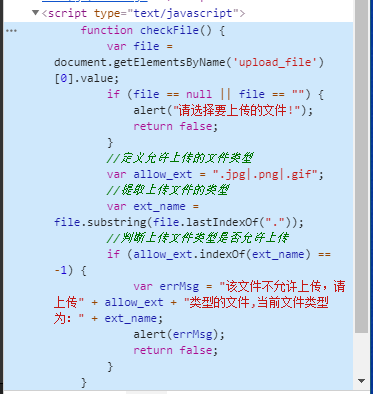 <script type="text/javascript">
function checkFile() {
var file =
document.getElementsByName('upload_file')
[0].value;
if (file == null || file == "") {
alert("请选择要上传的文件!");
return false;
}
//定义允许上传的文件类型
var allow_ext = ".jpg|.png|.gif";
//提取上传文件的类型
var ext_name =
file.substring(file.lastIndexOf("."));
//判断上传文件类型是否允许上传
if (allow_ext.indexOf(ext_name) ==
-1) {
var errMsg = "该文件不允许上传，请
上传" + allow_ext + "类型的文件,当前文件类型
为：" + ext_name;
alert(errMsg);
return false;
}
}